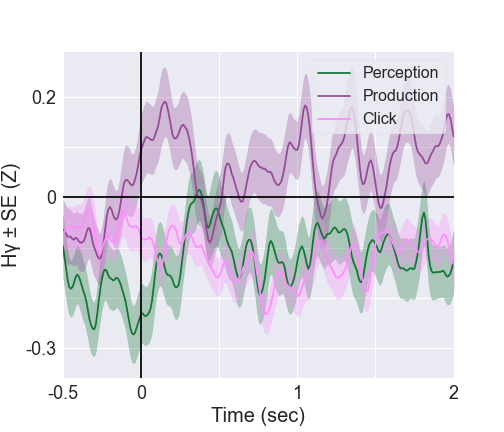 Perception
Production
Click
Hγ ± SE (Z)
0.2
0
-0.3
-0.5
0
1
2
Time (sec)